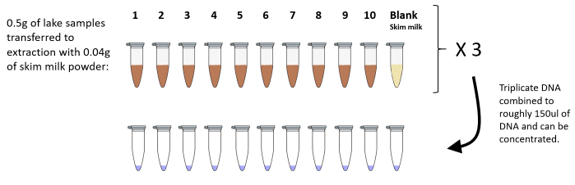 0.5g of lake samples
transferred to
extraction with 0.04g
of skim milk powder:
1 2 3 4 5 6 7 8 9 10 Blank
Skim milk
X 3
Triplicate DNA
combined to
roughly 150ul of
DNA and can be
concentrated.